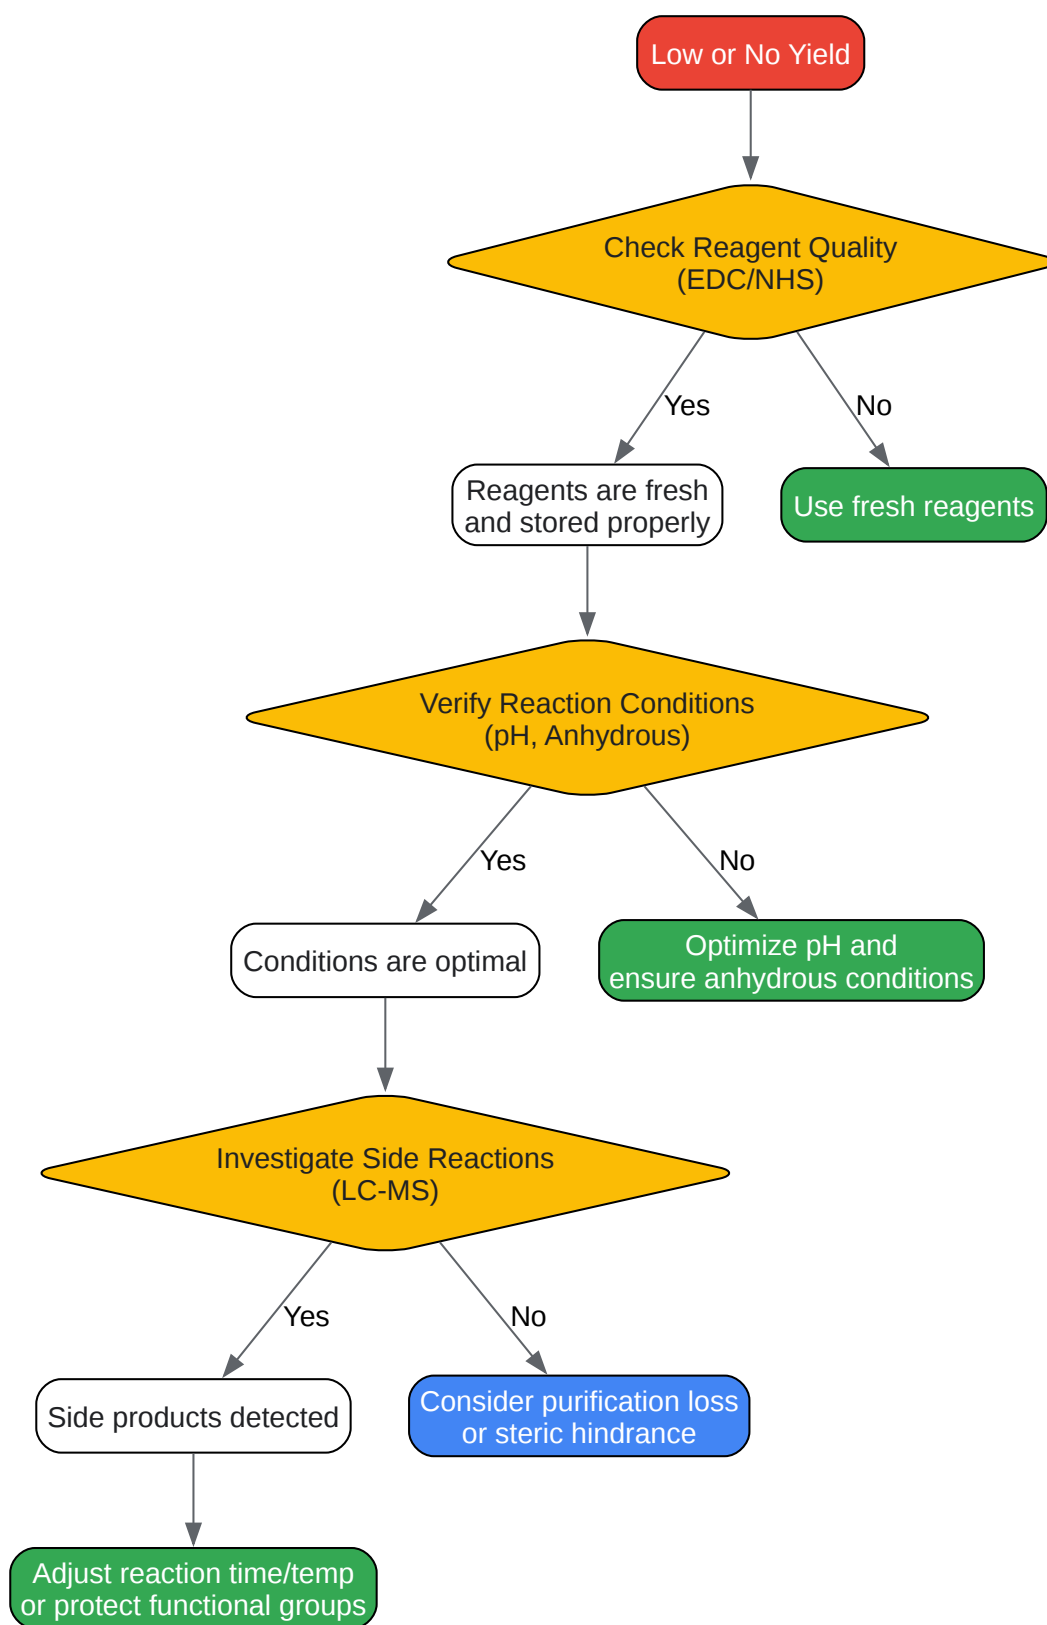 Low or No Yield
Check Reagent Quality
(EDC/NHS)
Yes
No
Reagents are fresh
and stored properly
Use fresh reagents
Verify Reaction Conditions
(pH, Anhydrous)
Yes
No
Conditions are optimal
Optimize pH and
ensure anhydrous conditions
Investigate Side Reactions
(LC-MS)
Yes
No
Side products detected
Consider purification loss
or steric hindrance
Adjust reaction time/temp
or protect functional groups